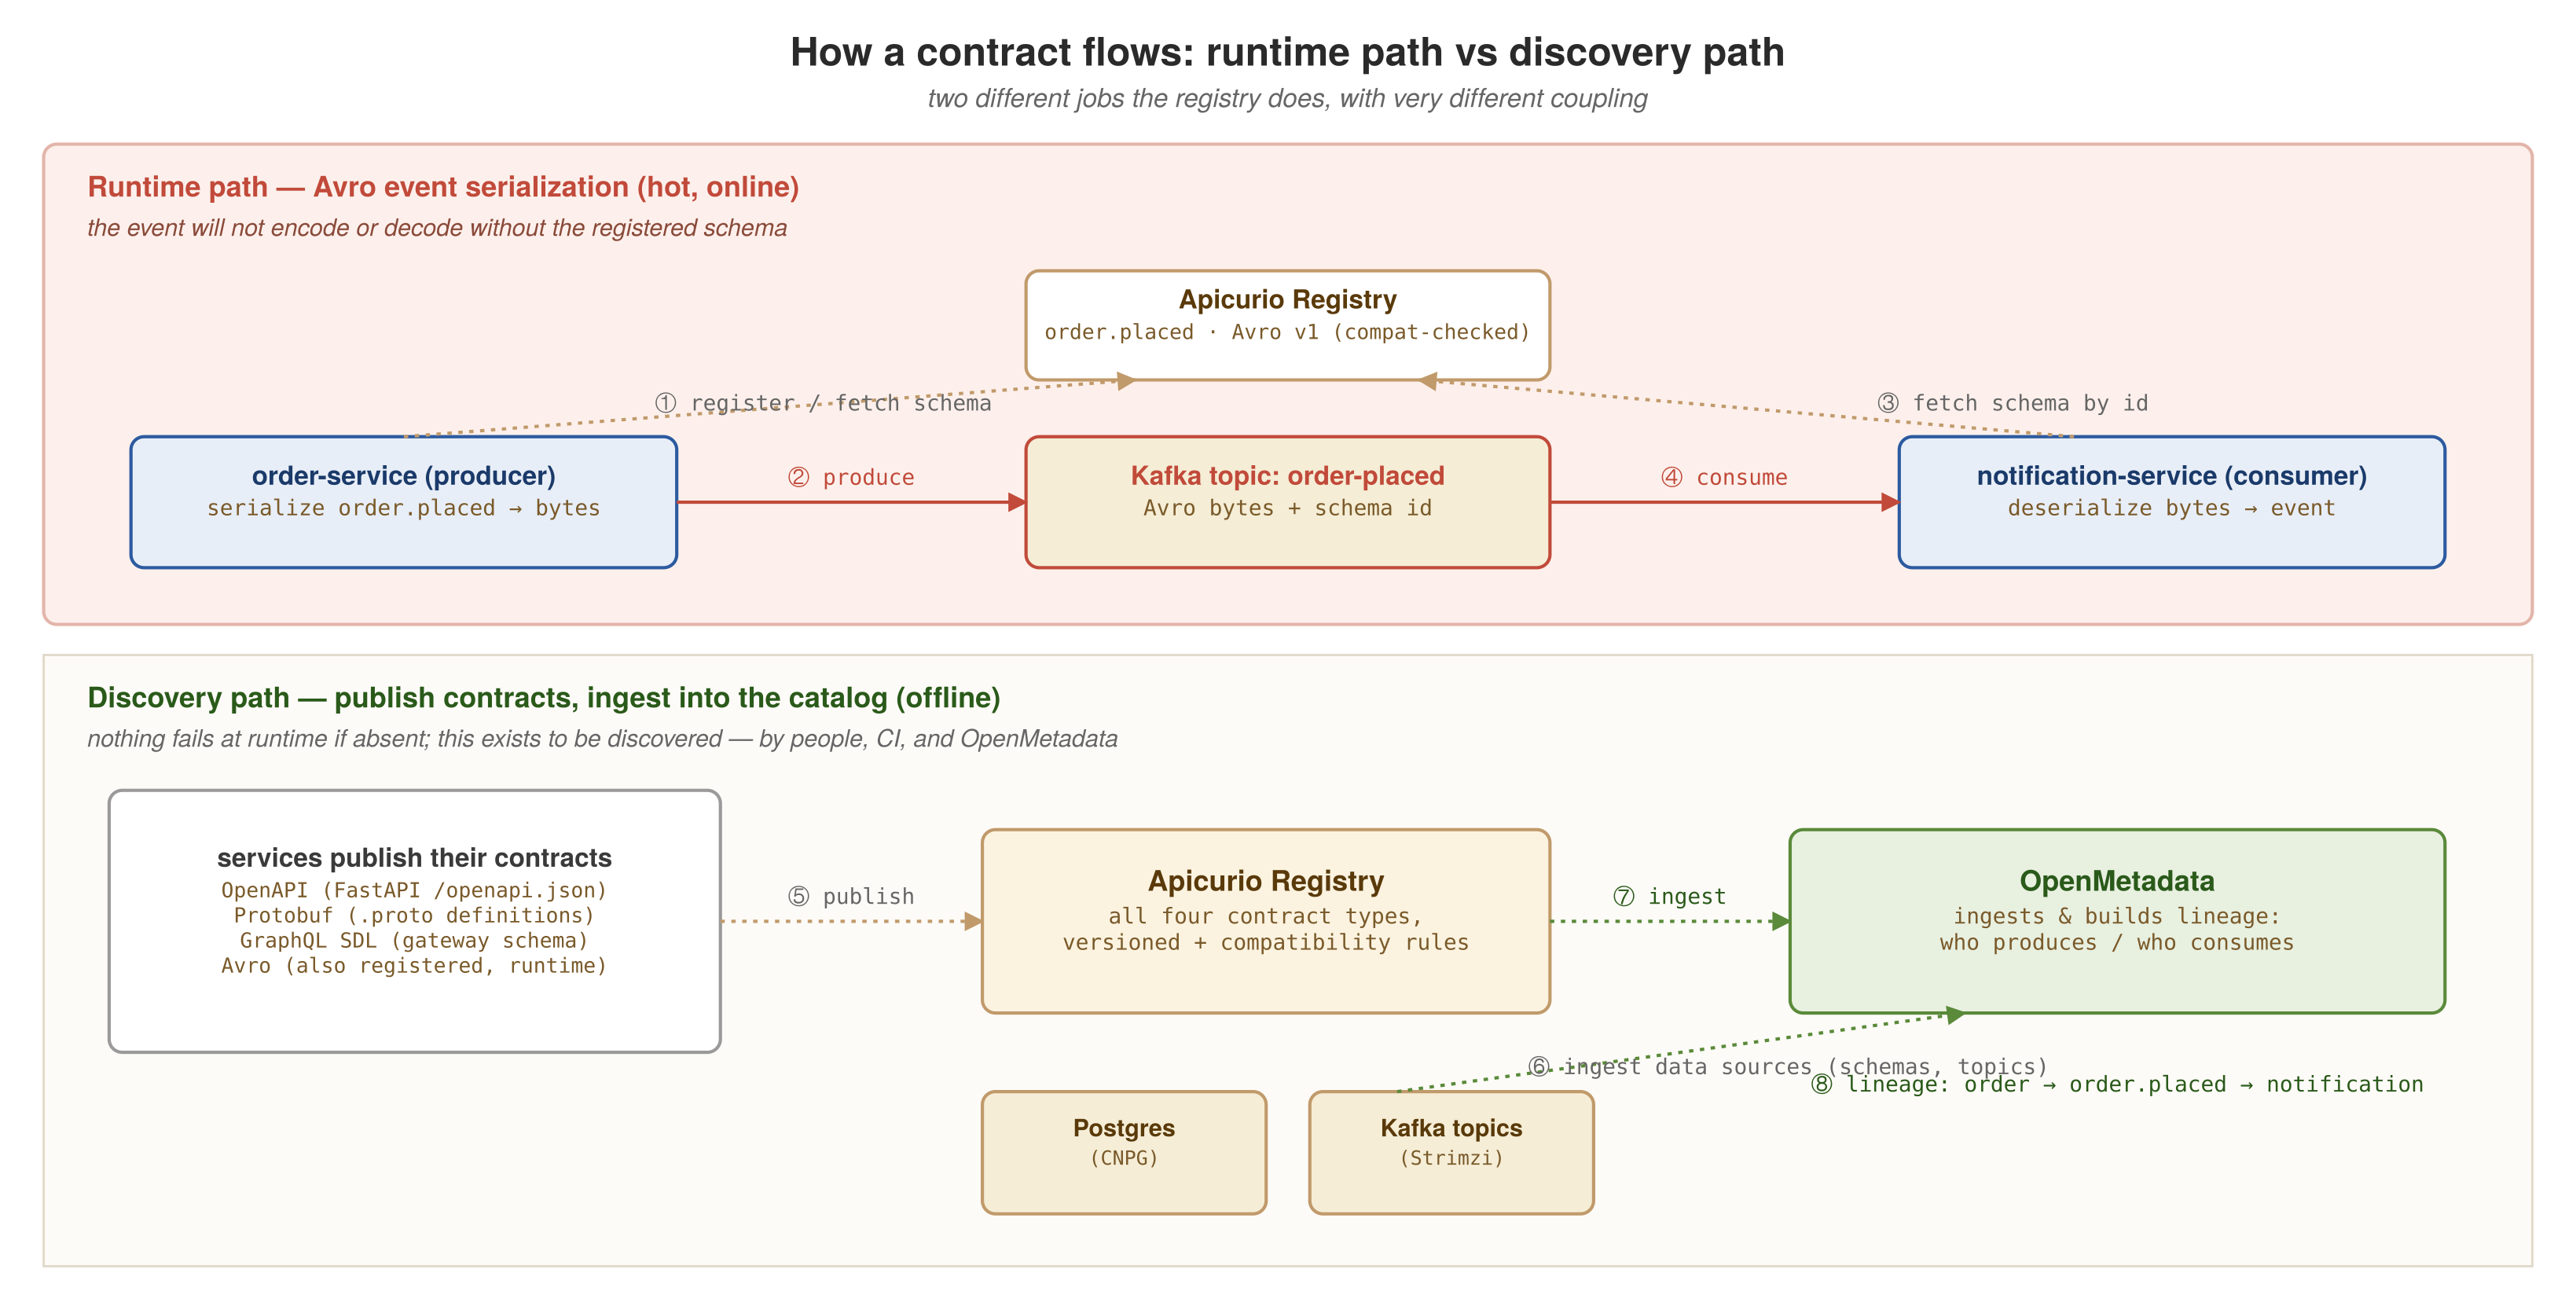 How a contract flows: runtime path vs discovery path
two different jobs the registry does, with very different coupling
Runtime path — Avro event serialization (hot, online)
the event will not encode or decode without the registered schema
Apicurio Registry
order.placed · Avro v1 (compat-checked)
① register / fetch schema
③ fetch schema by id
order-service (producer)
serialize order.placed → bytes
② produce
Kafka topic: order-placed
Avro bytes + schema id
④ consume
notification-service (consumer)
deserialize bytes → event
Discovery path — publish contracts, ingest into the catalog (offline)
nothing fails at runtime if absent; this exists to be discovered — by people, CI, and OpenMetadata
services publish their contracts
OpenAPI (FastAPI /openapi.json)
Protobuf (.proto definitions)
GraphQL SDL (gateway schema)
Avro (also registered, runtime)
⑤ publish
Apicurio Registry
all four contract types,
versioned + compatibility rules
⑦ ingest
OpenMetadata
ingests & builds lineage:
who produces / who consumes
⑥ ingest data sources (schemas, topics)
⑧ lineage: order → order.placed → notification
Postgres
(CNPG)
Kafka topics
(Strimzi)